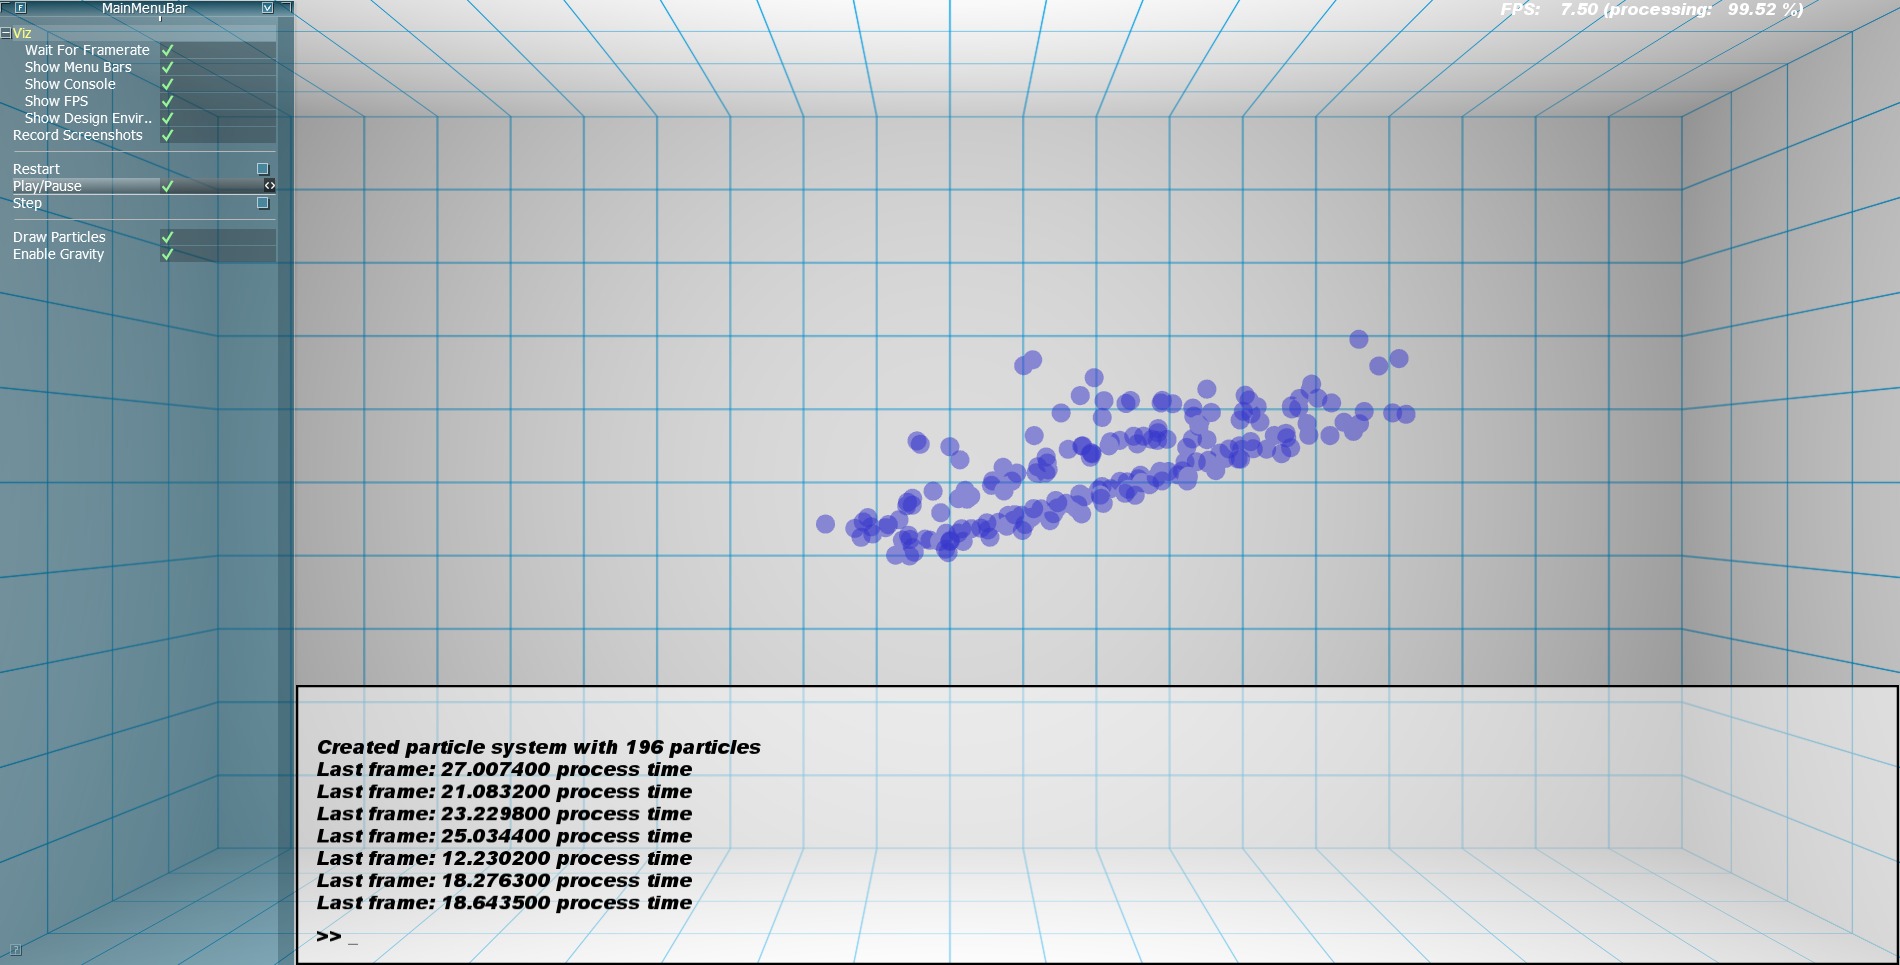 MainMenuBar
FPS: 7.50 (processing: 99.52 %)
Viz
Wait For Framerate
Show Menu Bars
Show Console
Show FPS
Show Design Envir..
Record Screenshots
Restart
Play/Pause
Step
Draw Particles
Enable Gravity
Created particle system with 196 particles
Last frame: 27.007400 process time
Last frame: 21.083200 process time
Last frame: 23.229800 process time
Last frame: 25.034400 process time
Last frame: 12.230200 process time
Last frame: 18.276300 process time
Last frame: 18.643500 process time
>> _